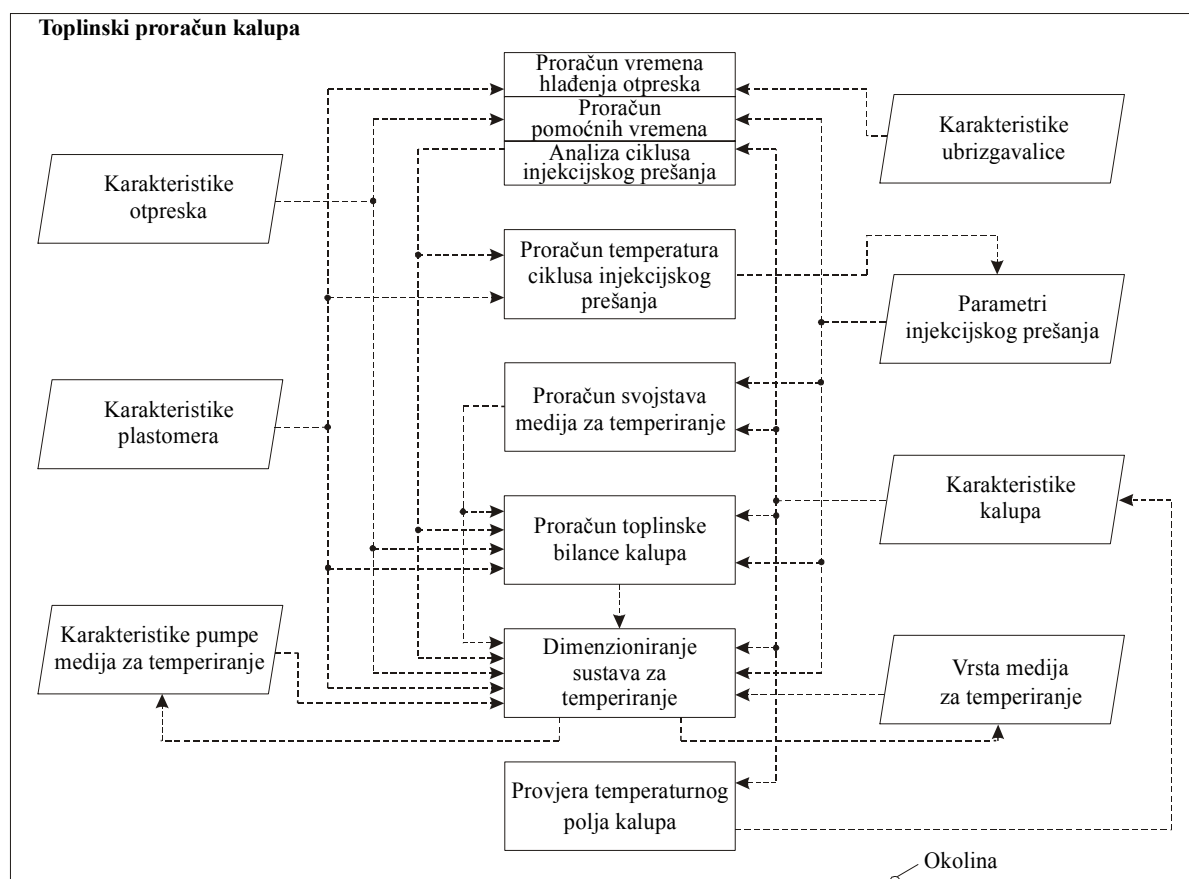 Toplinski proračun kalupa
Proračun vremena
hlađenja otpreska
Proračun
pomoćnih vremena
Analiza ciklusa
injekcijskog prešanja
Karakteristike
ubrizgavalice
Karakteristike
otpreska
Proračun temperatura
ciklusa injekcijskog
prešanja
Parametri
injekcijskog prešanja
Karakteristike
plastomera
Proračun svojstava
medija za temperiranje
Karakteristike
kalupa
Proračun toplinske
bilance kalupa
Karakteristike pumpe
medija za temperiranje
Dimenzioniranje
sustava za
temperiranje
Vrsta medija
za temperiranje
Provjera temperaturnog
polja kalupa
Okolina